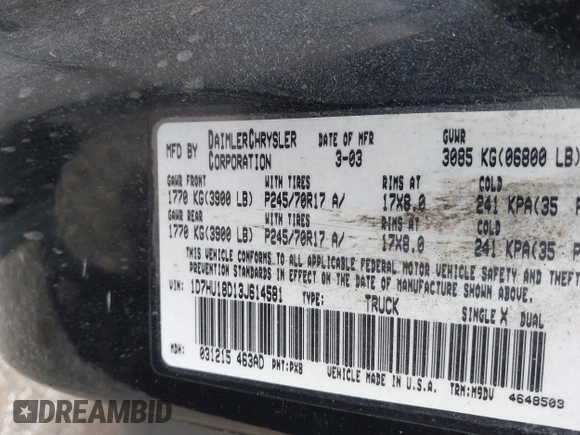 MFD BY DAIMLERCHRYSLER CORPORATION DATE OF MFR 3-03 GVWR 3085 KG(06800 LB)
GAWR FRONT WITH TIRES RIMS AT COLD
1770 KG(3900 LB) P245/70R17 A/ 17X8.0 241 KPA(35
GAWR REAR WITH TIRES RIMS AT COLD
1770 KG(3900 LB) P245/70R17 A/ 17X8.0 241 KPA(35
THIS VEHICLE CONFORMS TO ALL APPLICABLE FEDERAL MOTOR VEHICLE SAFETY AND THEFT
STANDARDS IN EFFECT ON THE DATE OF MANUFACTURE SHOWN ABOVE.
VIN: 1D7HU18D13J614581 TYPE: TRUCK SINGLE X DUAL
MDH: 031215 463AD PNT:PX8 VEHICLE MADE IN U.S.A. TRM:M9DV 4648503
DREAMBID